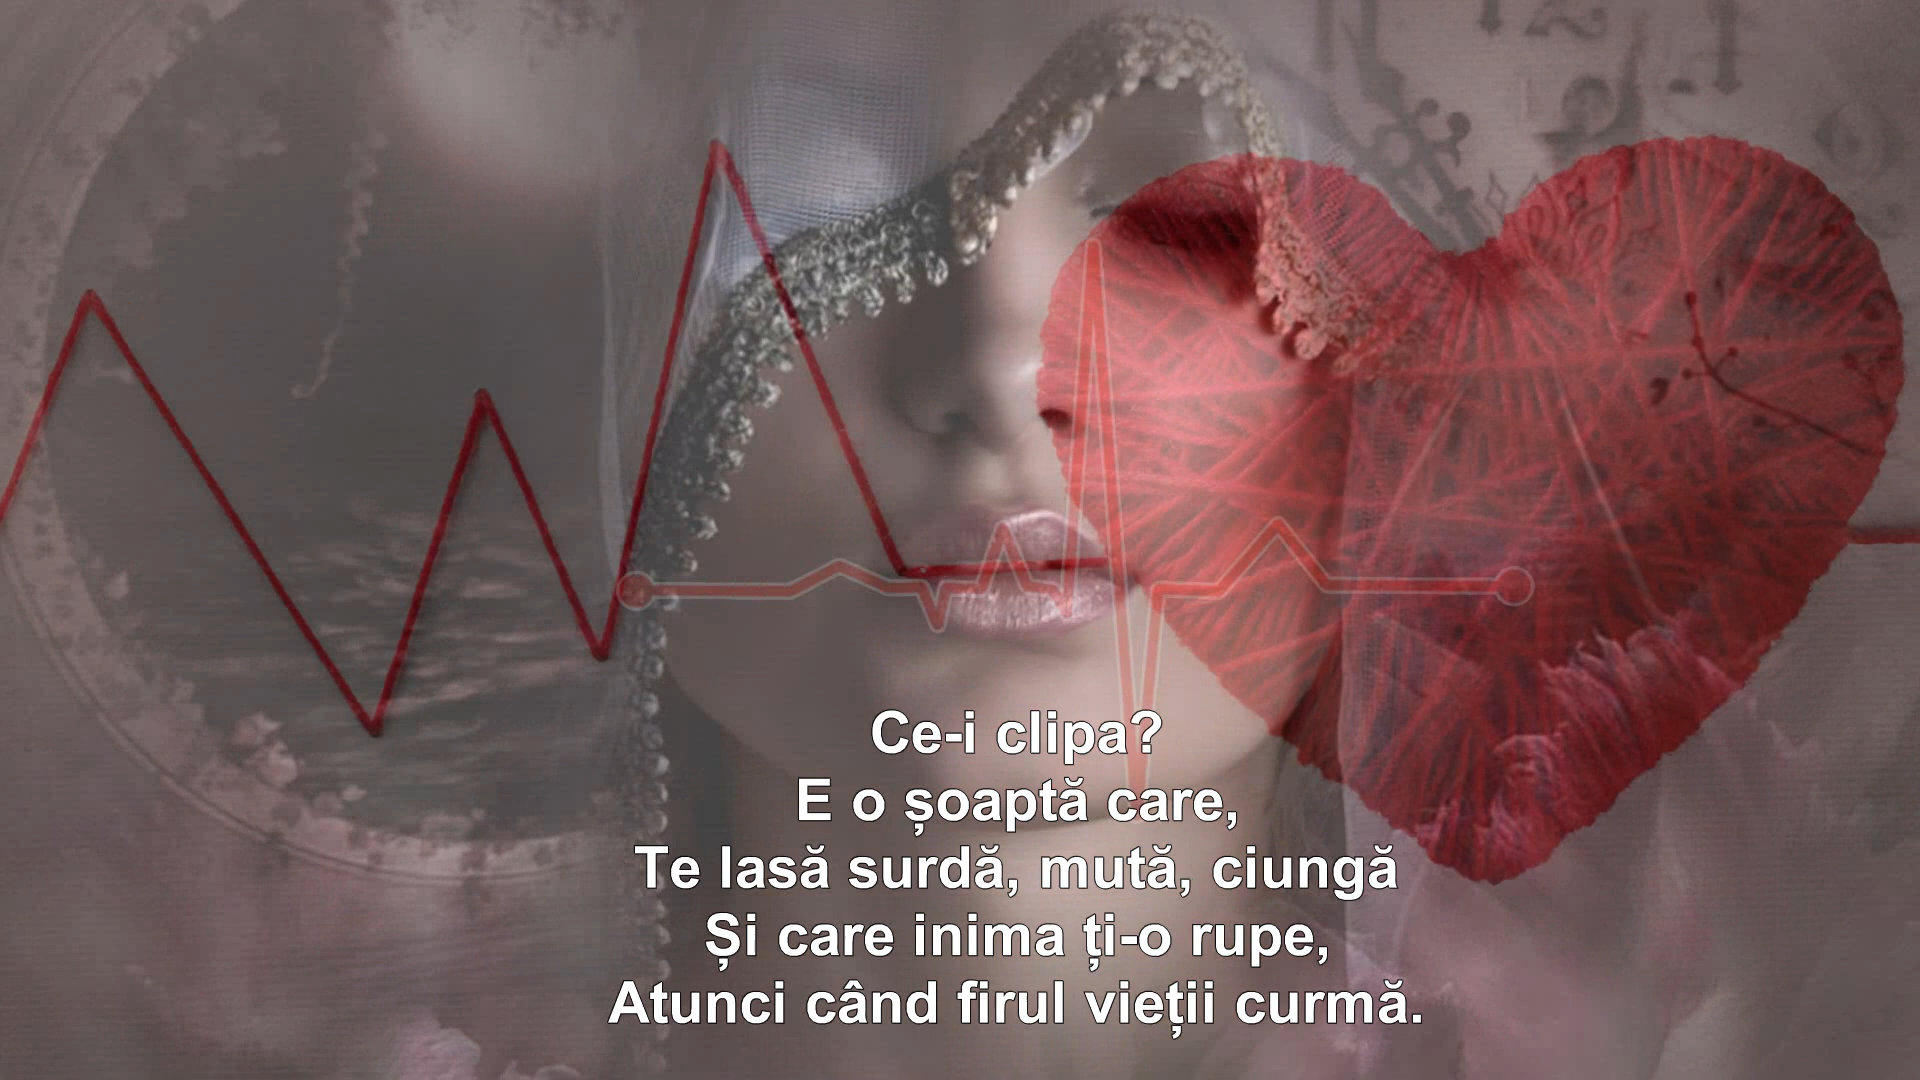 Ce-i clipa?
E o șoaptă care,
Te lasă surdă, mută, ciungă
Și care inima ți-o rupe,
Atunci când firul vieții curmă.